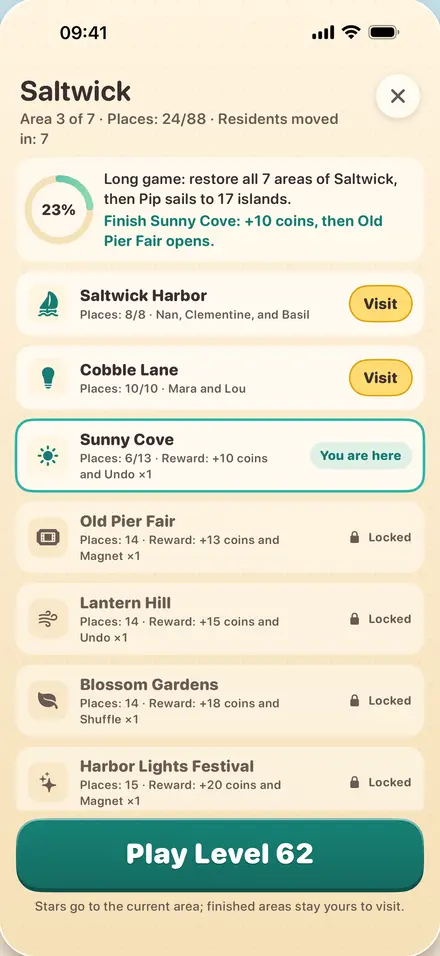 09:41
Saltwick
Area 3 of 7 · Places: 24/88 · Residents moved
in: 7
23%
Long game: restore all 7 areas of Saltwick,
then Pip sails to 17 islands.
Finish Sunny Cove: +10 coins, then Old
Pier Fair opens.
Saltwick Harbor
Places: 8/8 · Nan, Clementine, and Basil
Visit
Cobble Lane
Places: 10/10 · Mara and Lou
Visit
Sunny Cove
Places: 6/13 · Reward: +10 coins
and Undo ×1
You are here
Old Pier Fair
Places: 14 · Reward: +13 coins and
Magnet ×1
Locked
Lantern Hill
Places: 14 · Reward: +15 coins and
Undo ×1
Locked
Blossom Gardens
Places: 14 · Reward: +18 coins and
Shuffle ×1
Locked
Harbor Lights Festival
Places: 15 · Reward: +20 coins and
Magnet ×1
Locked
Play Level 62
Stars go to the current area; finished areas stay yours to visit.